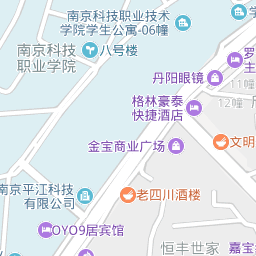 南京科技职业技术
学院学生公寓-06幢
南京科技
职业学院
八号楼
丹阳眼镜
罗
主
11幢
12幢
格林豪泰
快捷酒店
文明
金宝商业广场
南京平江科技
有限公司
老四川酒楼
OYO9居宾馆
恒丰世家
嘉宝